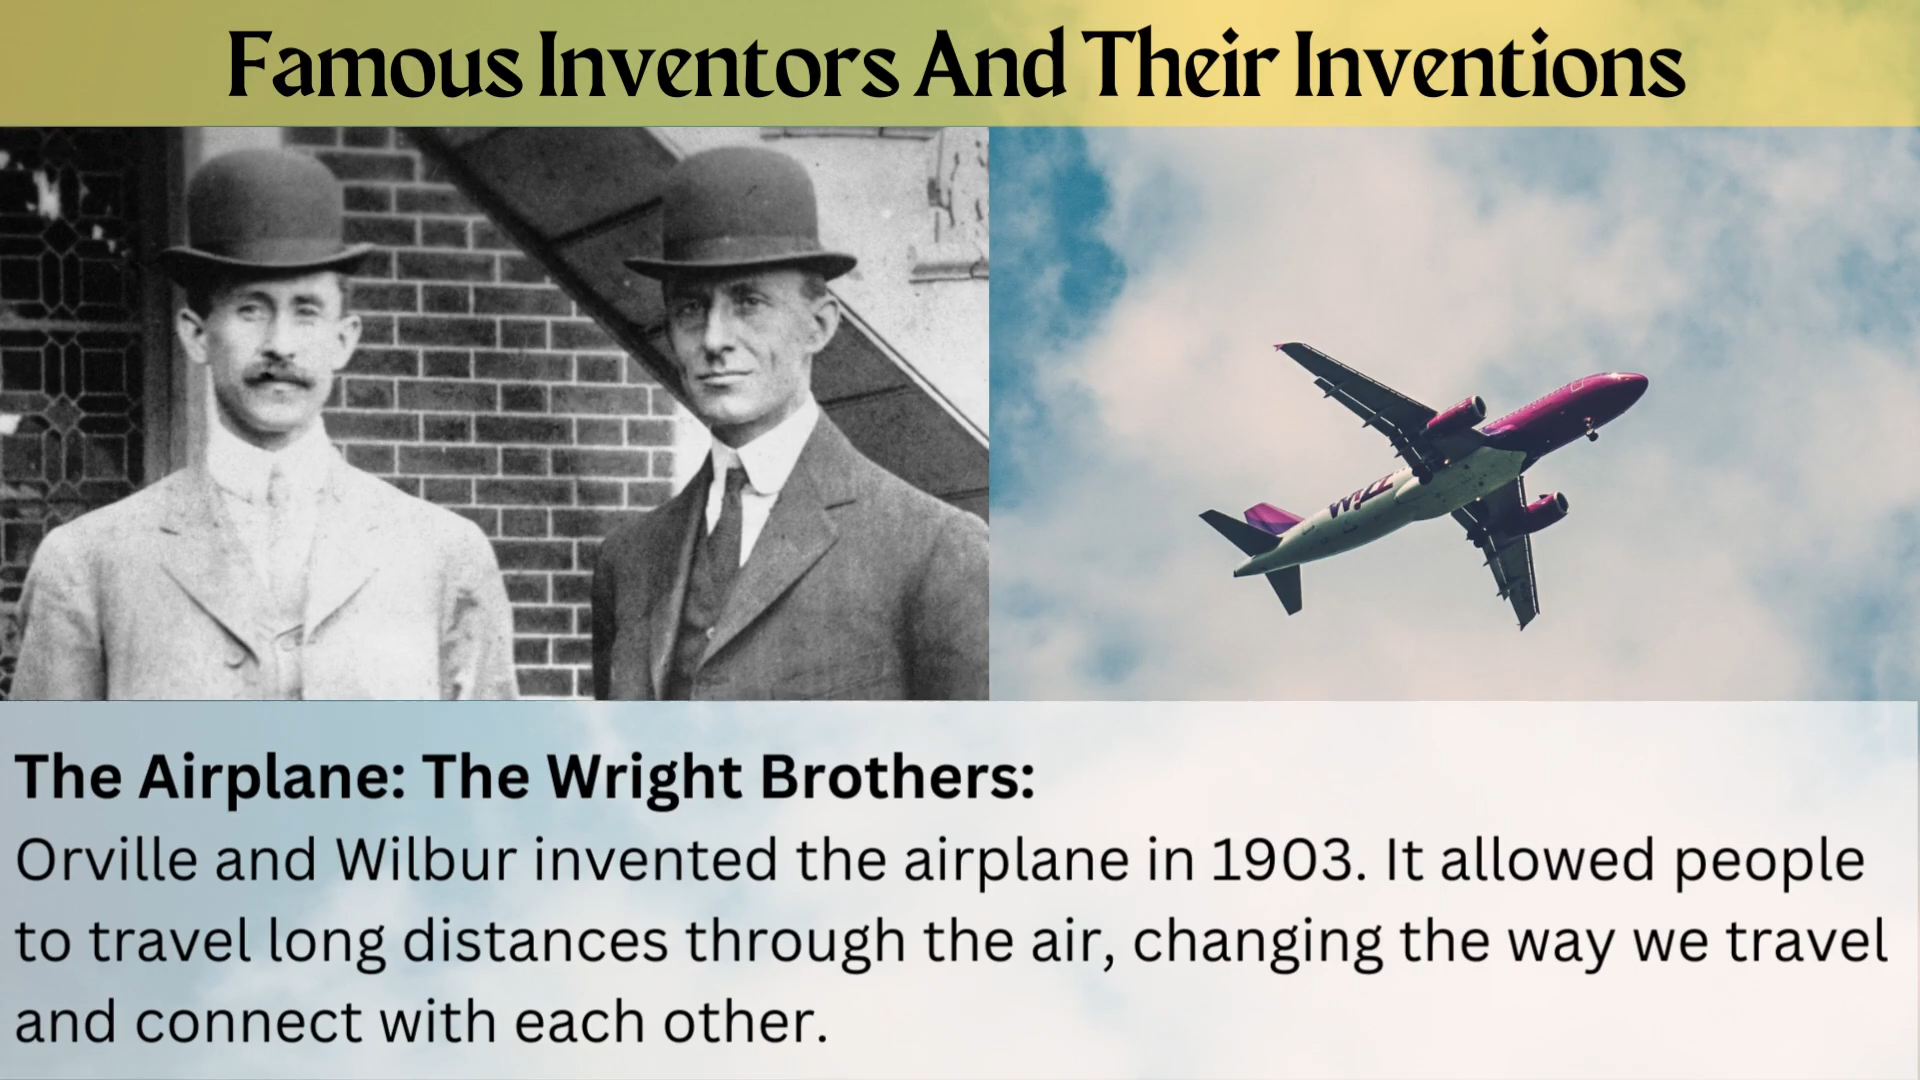 Famous Inventors And Their Inventions
WIZZ
The Airplane: The Wright Brothers:
Orville and Wilbur invented the airplane in 1903. It allowed people
to travel long distances through the air, changing the way we travel
and connect with each other.